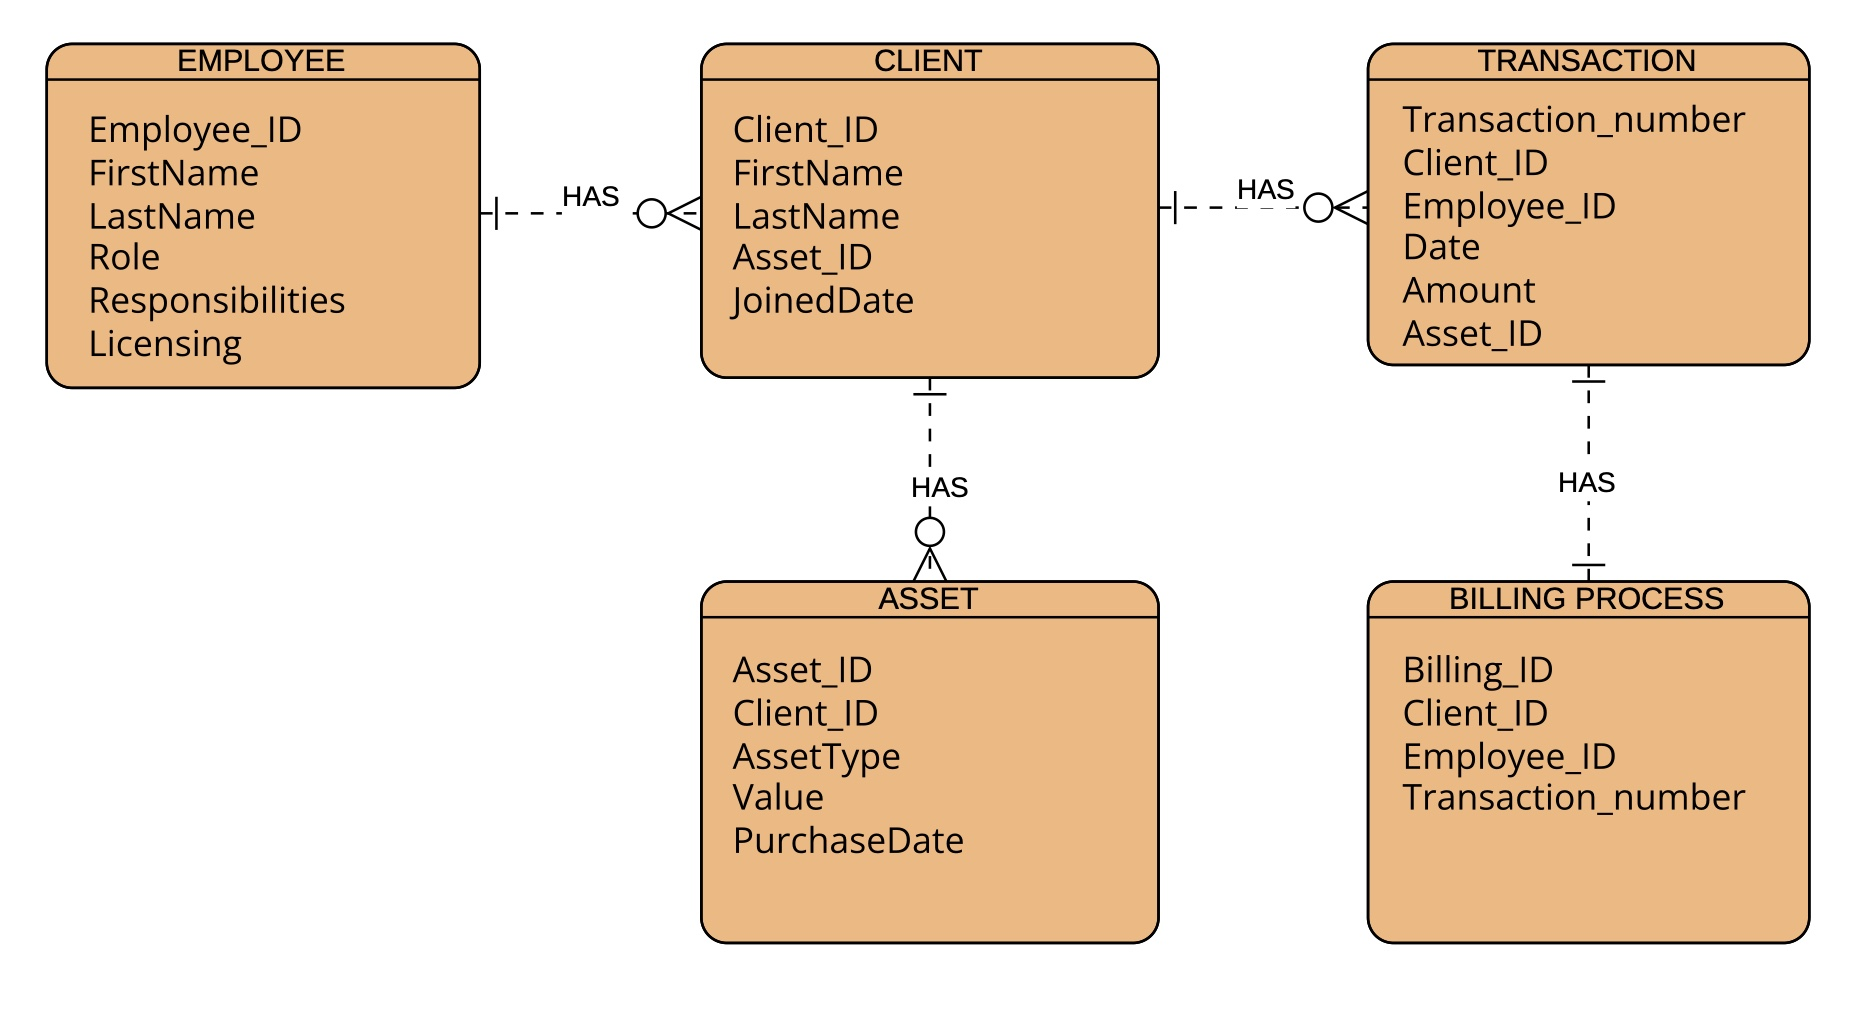 EMPLOYEE
Employee_ID
FirstName
LastName
Role
Responsibilities
Licensing
HAS
CLIENT
Client_ID
FirstName
LastName
Asset_ID
JoinedDate
HAS
TRANSACTION
Transaction_number
Client_ID
Employee_ID
Date
Amount
Asset_ID
HAS
HAS
ASSET
Asset_ID
Client_ID
AssetType
Value
PurchaseDate
BILLING PROCESS
Billing_ID
Client_ID
Employee_ID
Transaction_number